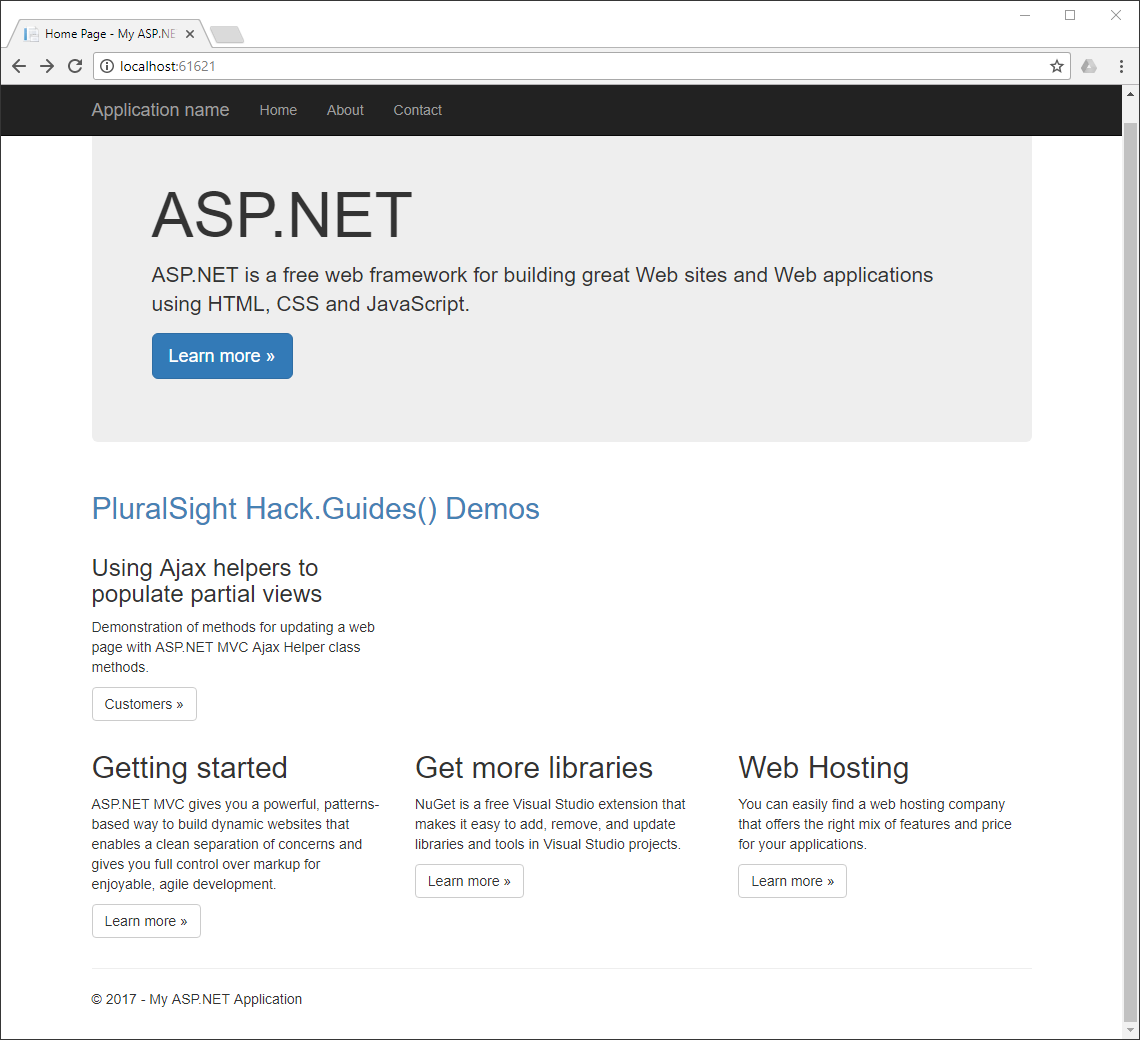 Home Page - My ASP.NE
localhost:61621
Application name Home About Contact
ASP.NET
ASP.NET is a free web framework for building great Web sites and Web applications
using HTML, CSS and JavaScript.
Learn more »
PluralSight Hack.Guides() Demos
Using Ajax helpers to
populate partial views
Demonstration of methods for updating a web
page with ASP.NET MVC Ajax Helper class
methods.
Customers »
Getting started
ASP.NET MVC gives you a powerful, patterns-
based way to build dynamic websites that
enables a clean separation of concerns and
gives you full control over markup for
enjoyable, agile development.
Learn more »
Get more libraries
NuGet is a free Visual Studio extension that
makes it easy to add, remove, and update
libraries and tools in Visual Studio projects.
Learn more »
Web Hosting
You can easily find a web hosting company
that offers the right mix of features and price
for your applications.
Learn more »
© 2017 - My ASP.NET Application